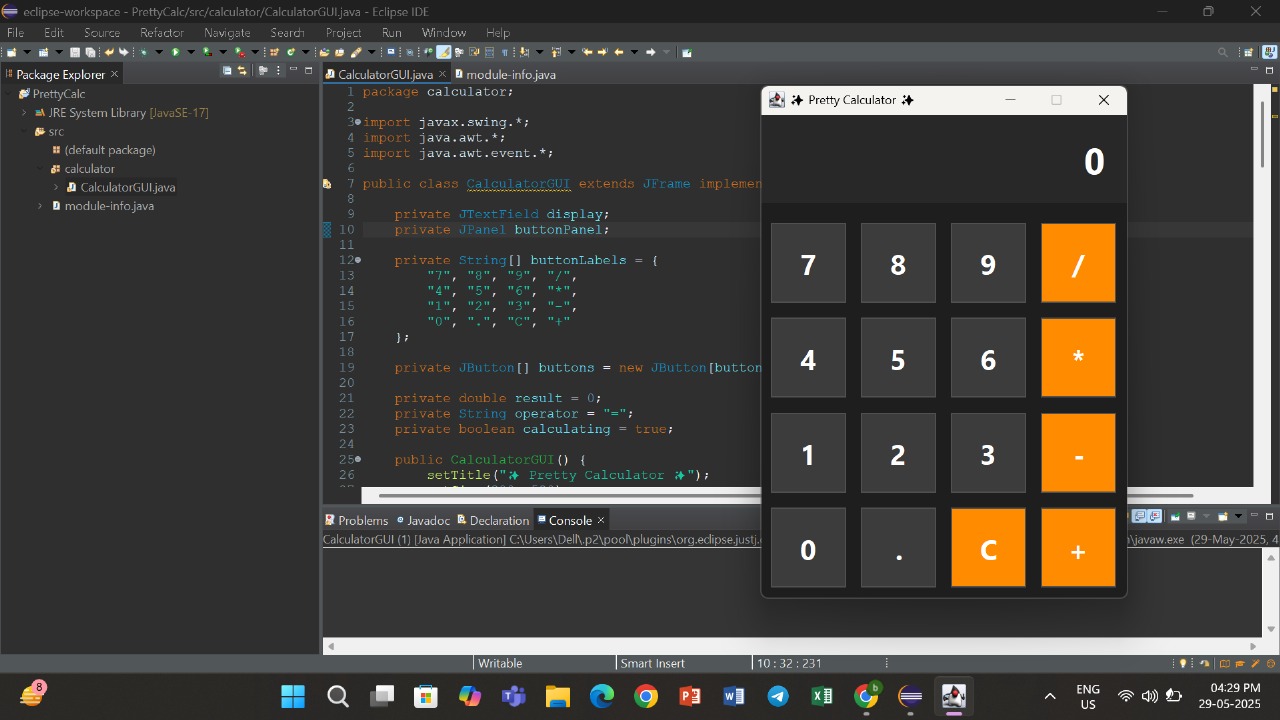 eclipse-workspace - PrettyCalc/src/calculator/CalculatorGUI.java - Eclipse IDE
File Edit Source Refactor Navigate Search Project Run Window Help
Package Explorer
PrettyCalc
JRE System Library [JavaSE-17]
src
(default package)
calculator
CalculatorGUI.java
module-info.java
CalculatorGUI.java module-info.java
1 package calculator;
2
3 import javax.swing.*;
4 import java.awt.*;
5 import java.awt.event.*;
6
7 public class CalculatorGUI extends JFrame implemen
8
9 private JTextField display;
10 private JPanel buttonPanel;
11
12 private String[] buttonLabels = {
13 "7", "8", "9", "/",
14 "4", "5", "6", "*",
15 "1", "2", "3", "-",
16 "0", ".", "C", "+"
17 };
18
19 private JButton[] buttons = new JButton[button
20
21 private double result = 0;
22 private String operator = "=";
23 private boolean calculating = true;
24
25 public CalculatorGUI() {
26 setTitle("✨ Pretty Calculator ✨");
✨ Pretty Calculator ✨
0
7 8 9 /
4 5 6 *
1 2 3 -
0 . C +
Problems Javadoc Declaration Console
CalculatorGUI (1) [Java Application] C:\Users\Dell\.p2\pool\plugins\org.eclipse.justj. \javaw.exe (29-May-2025, 4
Writable Smart Insert 10 : 32 : 231
8
ENG
US
04:29 PM
29-05-2025